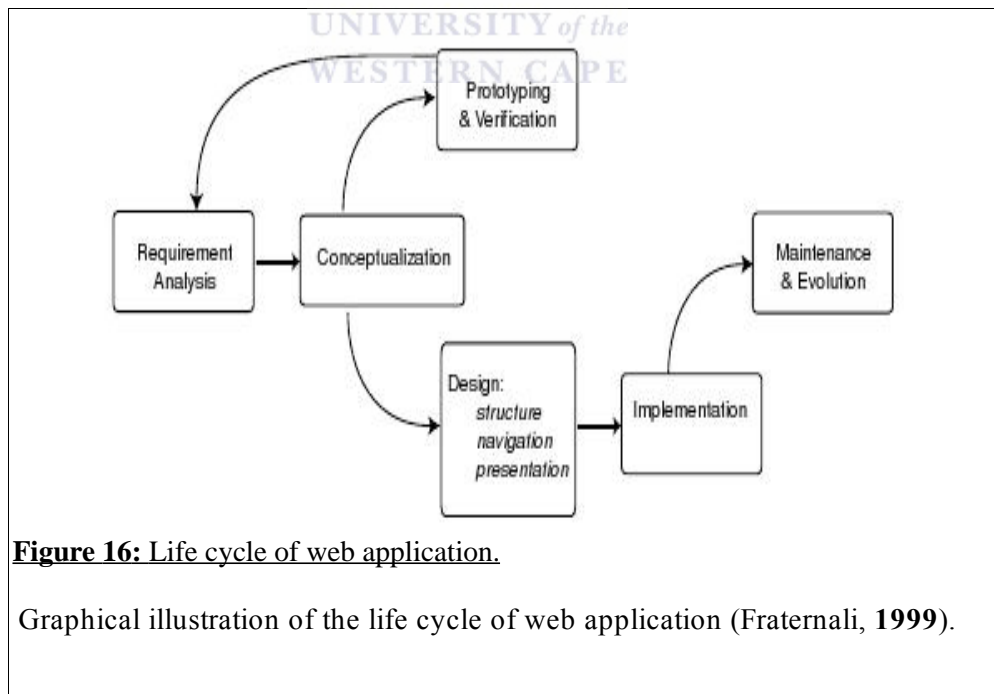 UNIVERSITY of the
WESTERN CAPE
Prototyping
& Verification
Requirement
Analysis
Conceptualization
Maintenance
& Evolution
Design:
structure
navigation
presentation
Implementation
Figure 16: Life cycle of web application.
Graphical illustration of the life cycle of web application (Fraternali, 1999).